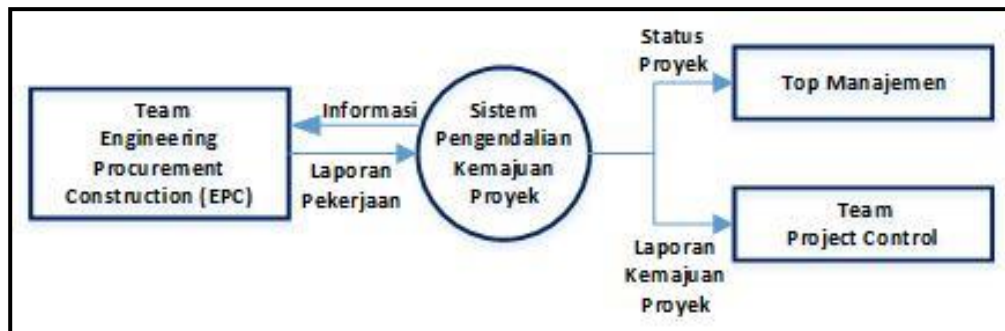 Team
Engineering
Procurement
Construction (EPC)
Informasi
Laporan
Pekerjaan
Sistem
Pengendalian
Kemajuan
Proyek
Status
Proyek
Top Manajemen
Laporan
Kemajuan
Proyek
Team
Project Control